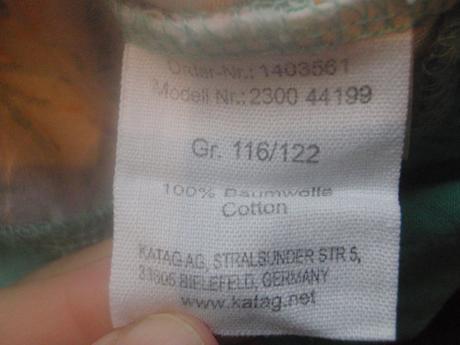 Order-Nr.: 1403561
Modell Nr.: 2300 44199
Gr. 116/122
100% Baumwolle
Cotton
KATAG AG, STRALSUNDER STR 5,
33605 BIELEFELD, GERMANY
www.katag.net